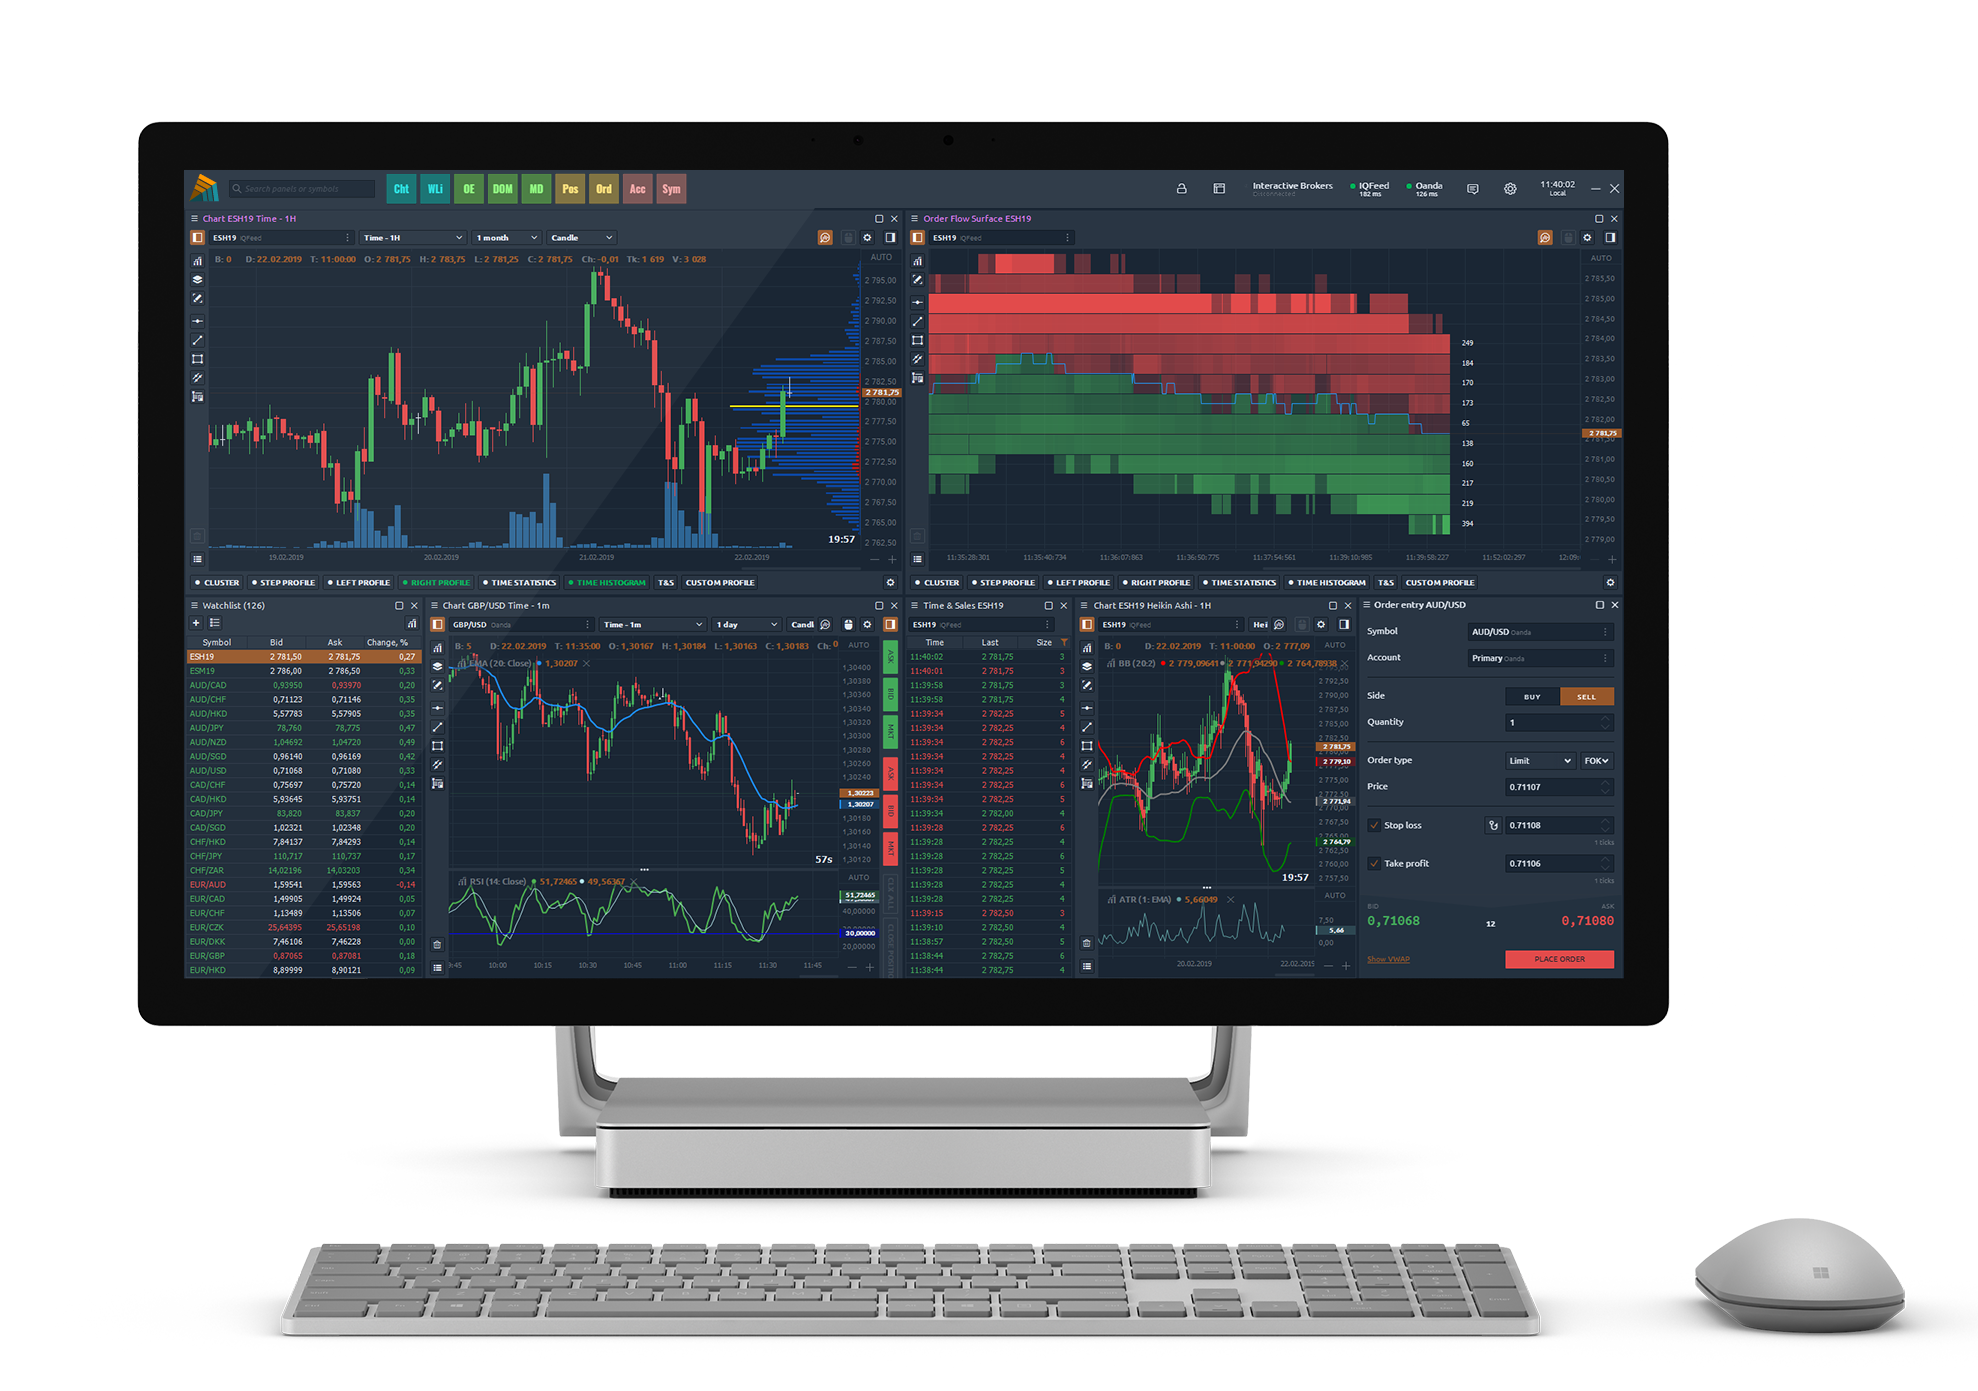 Search panels or symbols Cht WLi OE DOM MD Pos Ord Acc Sym Interactive Brokers Disconnected IQFeed 182 ms Oanda 126 ms 11:40:02 Local
Chart ESH19 Time - 1H
ESH19 IQFeed Time - 1H 1 month Candle
B: 0 D: 22.02.2019 T: 11:00:00 O: 2 781,75 H: 2 783,75 L: 2 781,25 C: 2 781,75 Ch: -0,01 Tk: 1 619 V: 3 028
AUTO
2 795,00
2 792,50
2 790,00
2 787,50
2 785,00
2 782,50
2 781,75
2 780,00
2 777,50
2 775,00
2 772,50
2 770,00
2 767,50
2 765,00
2 762,50
19:57
19.02.2019 20.02.2019 21.02.2019 22.02.2019
CLUSTER STEP PROFILE LEFT PROFILE RIGHT PROFILE TIME STATISTICS TIME HISTOGRAM T&S CUSTOM PROFILE
Order Flow Surface ESH19
ESH19 IQFeed
AUTO
2 785,50
2 785,00
2 784,50
2 784,00
2 783,50
2 783,00
2 782,50
2 782,00
2 781,75
2 781,00
2 780,50
2 780,00
2 779,50
2 779,00
249
184
170
173
65
138
160
217
219
394
11:35:28:301 11:35:40:734 11:36:07:863 11:36:50:775 11:37:54:561 11:39:10:985 11:39:58:227 11:52:02:297 12:09:
CLUSTER STEP PROFILE LEFT PROFILE RIGHT PROFILE TIME STATISTICS TIME HISTOGRAM T&S CUSTOM PROFILE
Watchlist (126)
Symbol Bid Ask Change, %
ESH19 2 781,50 2 781,75 0,27
ESM19 2 786,00 2 786,50 0,33
AUD/CAD 0,93950 0,93970 0,20
AUD/CHF 0,71123 0,71146 0,35
AUD/HKD 5,57783 5,57905 0,35
AUD/JPY 78,760 78,775 0,47
AUD/NZD 1,04692 1,04720 0,49
AUD/SGD 0,96140 0,96169 0,42
AUD/USD 0,71068 0,71080 0,33
CAD/CHF 0,75697 0,75720 0,14
CAD/HKD 5,93645 5,93751 0,14
CAD/JPY 83,820 83,837 0,20
CAD/SGD 1,02321 1,02348 0,20
CHF/HKD 7,84137 7,84293 0,14
CHF/JPY 110,717 110,737 0,17
CHF/ZAR 14,02196 14,03203 0,34
EUR/AUD 1,59541 1,59563 -0,14
EUR/CAD 1,49905 1,49924 0,05
EUR/CHF 1,13489 1,13506 0,07
EUR/CZK 25,64395 25,65198 0,10
EUR/DKK 7,46106 7,46228 0,00
EUR/GBP 0,87065 0,87081 0,18
EUR/HKD 8,89999 8,90121 0,09
Chart GBP/USD Time - 1m
GBP/USD Oanda Time - 1m 1 day Candl
B: 5 D: 22.02.2019 T: 11:35:00 O: 1,30167 H: 1,30184 L: 1,30163 C: 1,30183 Ch: 0
EMA (20: Close) 1,30207
AUTO
1,30400
1,30380
1,30360
1,30340
1,30320
1,30300
1,30280
1,30260
1,30240
1,30223
1,30207
1,30180
1,30160
1,30140
1,30120
57s
RSI (14: Close) 51,72465 49,56367
AUTO
51,72465
40,00000
30,00000
20,00000
9:45 10:00 10:15 10:30 10:45 11:00 11:15 11:30 11:45
ASK
BID
MKT
ASK
BID
MKT
CLX ALL
Time & Sales ESH19
ESH19 IQFeed
Time Last Size
11:40:02 2 781,75 3
11:40:01 2 781,75 3
11:39:58 2 781,75 3
11:39:58 2 781,75 4
11:39:34 2 782,25 5
11:39:34 2 782,25 4
11:39:34 2 782,25 6
11:39:34 2 782,25 4
11:39:34 2 782,25 4
11:39:34 2 782,25 6
11:39:34 2 782,25 5
11:39:34 2 782,00 4
11:39:28 2 782,25 6
11:39:28 2 782,25 4
11:39:28 2 782,25 6
11:39:28 2 782,25 4
11:39:28 2 782,25 4
11:39:28 2 782,25 4
11:39:15 2 782,50 3
11:39:10 2 782,50 4
11:38:57 2 782,50 5
11:38:44 2 782,75 6
11:38:44 2 782,75 4
Chart ESH19 Heikin Ashi - 1H
ESH19 IQFeed Hei
B: 0 D: 22.02.2019 T: 11:00:00 O: 2 777,09
BB (20:2) 2 779,09641 2 771,94290 2 764,78938
AUTO
2 792,50
2 790,00
2 787,50
2 785,00
2 782,50
2 781,75
2 779,10
2 775,00
2 771,94
2 770,00
2 764,79
2 762,50
2 760,00
2 757,50
19:57
ATR (1: EMA) 5,66049
AUTO
7,50
5,66
0,00
20.02.2019 22.02.2019
Order entry AUD/USD
Symbol AUD/USD Oanda
Account Primary Oanda
Side BUY SELL
Quantity 1
Order type Limit FOK
Price 0.71107
Stop loss 0.71108
1 ticks
Take profit 0.71106
1 ticks
BID ASK
0,71068 12 0,71080
Show VWAP PLACE ORDER